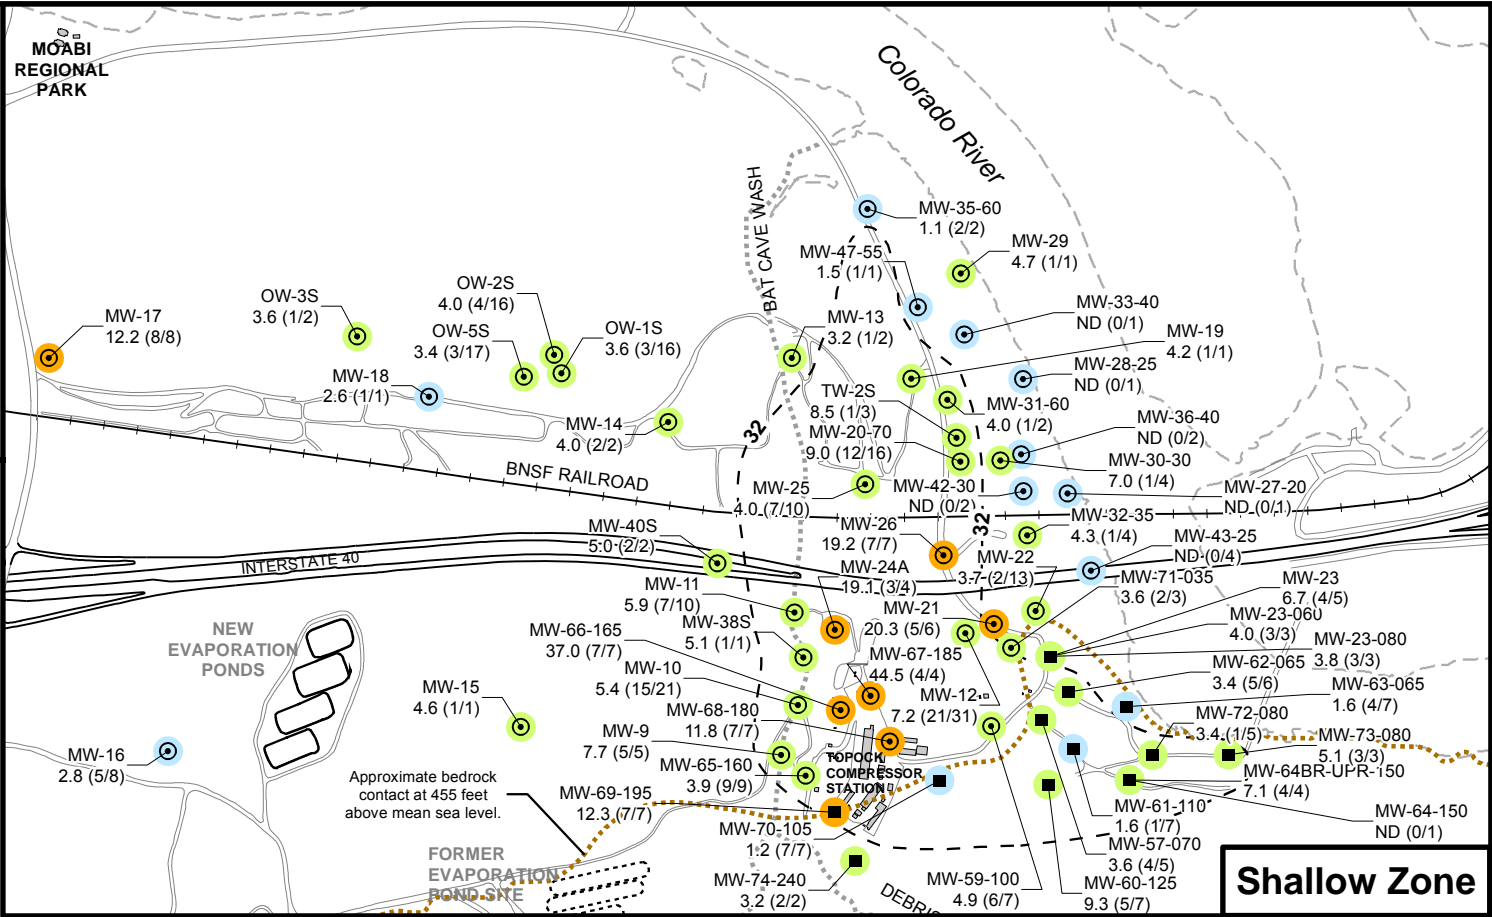 MOABI
REGIONAL
PARK
Colorado River
BAT CAVE WASH
MW-35-60
1.1 (2/2)
MW-29
4.7 (1/1)
MW-47-55
1.5 (1/1)
MW-33-40
ND (0/1)
MW-19
4.2 (1/1)
MW-28-25
ND (0/1)
MW-13
3.2 (1/2)
OW-2S
4.0 (4/16)
OW-3S
3.6 (1/2)
OW-5S
3.4 (3/17)
OW-1S
3.6 (3/16)
MW-17
12.2 (8/8)
MW-18
2.6 (1/1)
MW-14
4.0 (2/2)
TW-2S
8.5 (1/3)
MW-20-70
9.0 (12/16)
MW-31-60
4.0 (1/2)
MW-36-40
ND (0/2)
MW-30-30
7.0 (1/4)
MW-27-20
ND (0/1)
32
BNSF RAILROAD
MW-25
4.0 (7/10)
MW-42-30
ND (0/2)
MW-26
19.2 (7/7)
32
MW-32-35
4.3 (1/4)
MW-43-25
ND (0/4)
MW-40S
5.0 (2/2)
INTERSTATE 40
MW-24A
19.1 (3/4)
MW-22
3.7 (2/13)
MW-71-035
3.6 (2/3)
MW-23
6.7 (4/5)
MW-11
5.9 (7/10)
MW-21
20.3 (5/6)
MW-23-060
4.0 (3/3)
MW-38S
5.1 (1/1)
MW-66-165
37.0 (7/7)
MW-23-080
3.8 (3/3)
NEW
EVAPORATION
PONDS
MW-67-185
44.5 (4/4)
MW-62-065
3.4 (5/6)
MW-10
5.4 (15/21)
MW-12
7.2 (21/31)
MW-63-065
1.6 (4/7)
MW-15
4.6 (1/1)
MW-68-180
11.8 (7/7)
MW-72-080
3.4 (1/5)
MW-9
7.7 (5/5)
MW-73-080
5.1 (3/3)
MW-16
2.8 (5/8)
MW-65-160
3.9 (9/9)
TOPOCK
COMPRESSOR
STATION
MW-64BR-UPR-150
7.1 (4/4)
Approximate bedrock
contact at 455 feet
above mean sea level.
MW-69-195
12.3 (7/7)
MW-61-110
1.6 (1/7)
MW-64-150
ND (0/1)
MW-70-105
1.2 (7/7)
MW-57-070
3.6 (4/5)
FORMER
EVAPORATION
POND SITE
MW-74-240
3.2 (2/2)
DEBRIS
MW-59-100
4.9 (6/7)
MW-60-125
9.3 (5/7)
Shallow Zone